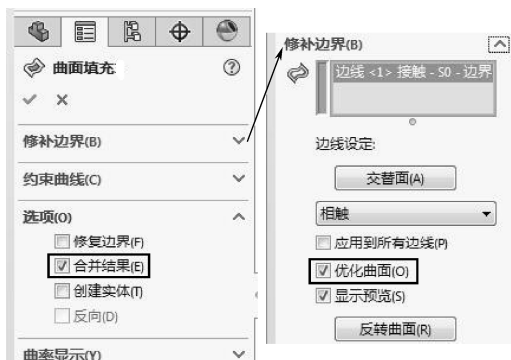 曲面填充
修补边界(B)
约束曲线(C)
选项(O)
修复边界(F)
合并结果(E)
创建实体(T)
反向(D)
曲率显示(Y)
修补边界(B)
边线 <1> 接触 - S0 - 边界
边线设定:
交替面(A)
相触
应用到所有边线(P)
优化曲面(O)
显示预览(S)
反转曲面(R)